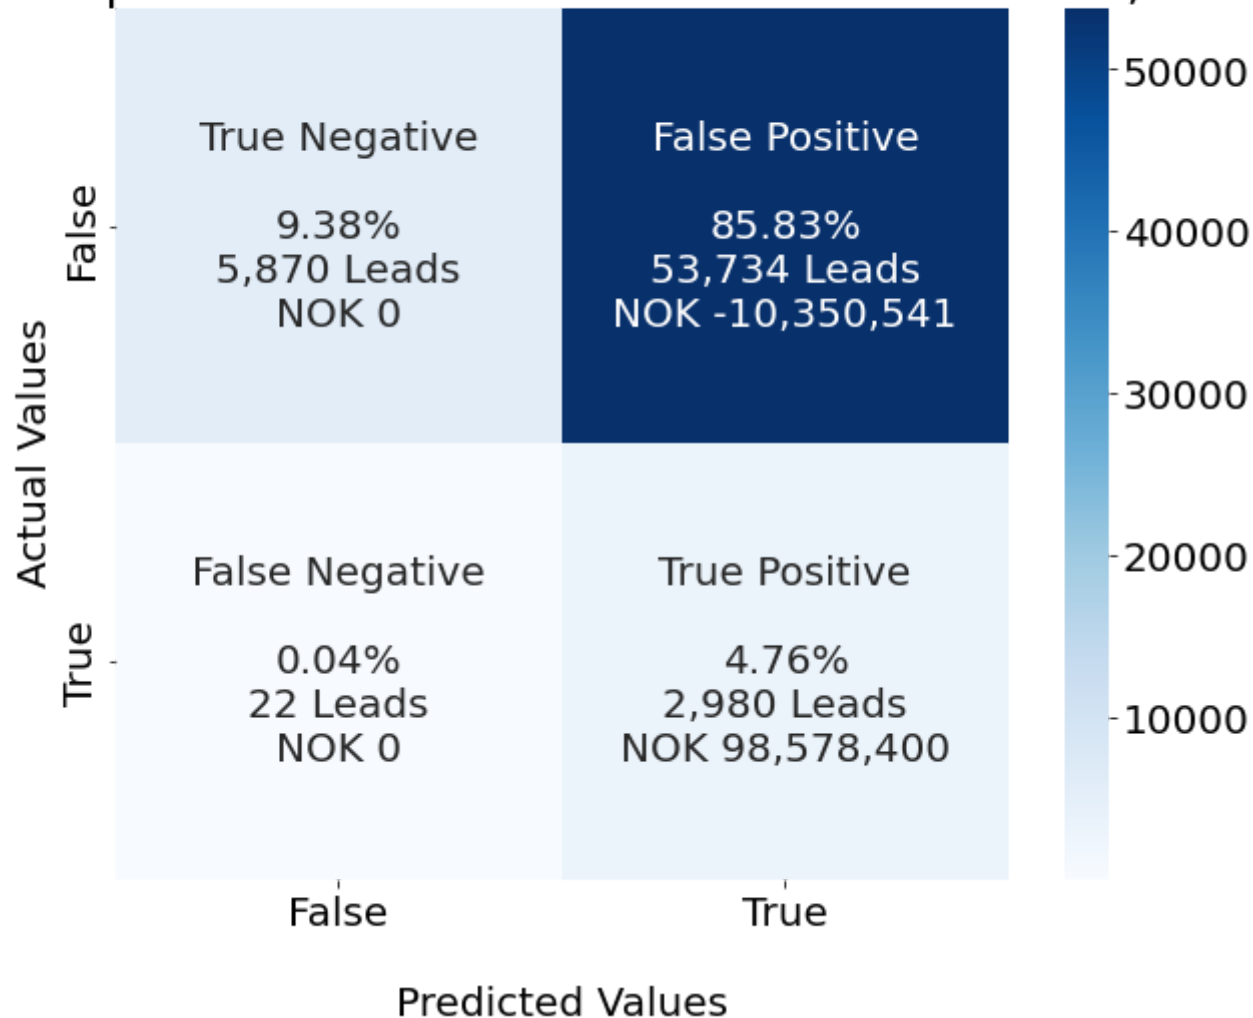 True Negative
9.38%
5,870 Leads
NOK 0
False Positive
85.83%
53,734 Leads
NOK -10,350,541
False Negative
0.04%
22 Leads
NOK 0
True Positive
4.76%
2,980 Leads
NOK 98,578,400
Actual Values
False
True
False
True
Predicted Values
50000
40000
30000
20000
10000